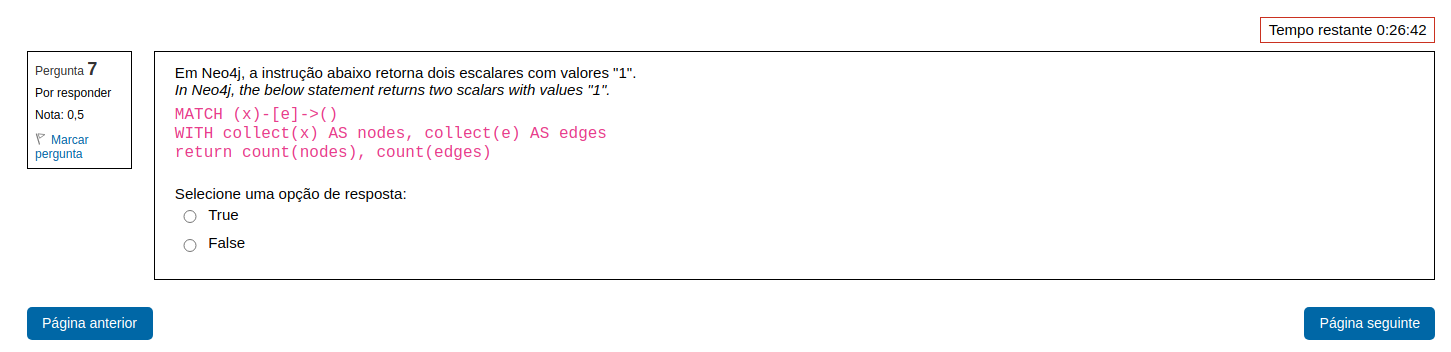 Tempo restante 0:26:42
Pergunta 7
Por responder
Nota: 0,5
Marcar
pergunta
Em Neo4j, a instrução abaixo retorna dois escalares com valores "1".
In Neo4j, the below statement returns two scalars with values "1".
MATCH (x)-[e]->()
WITH collect(x) AS nodes, collect(e) AS edges
return count(nodes), count(edges)
Selecione uma opção de resposta:
True
False
Página anterior
Página seguinte